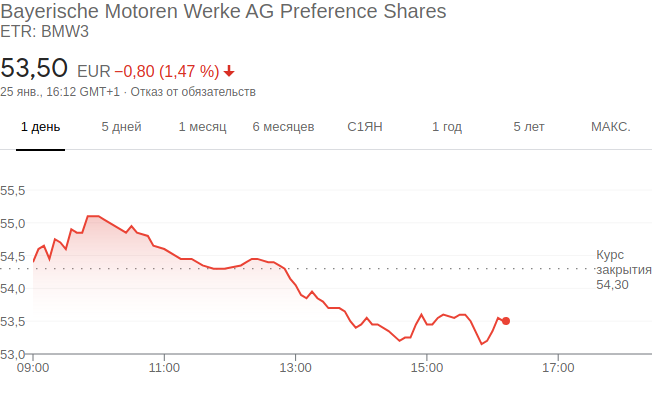 Bayerische Motoren Werke AG Preference Shares
ETR: BMW3
53,50 EUR −0,80 (1,47 %)
25 янв., 16:12 GMT+1 · Отказ от обязательств
1 день 5 дней 1 месяц 6 месяцев С1ЯН 1 год 5 лет МАКС.
55,5
55,0
54,5
Курс
закрытия
54,30
54,0
53,5
53,0
09:00 11:00 13:00 15:00 17:00